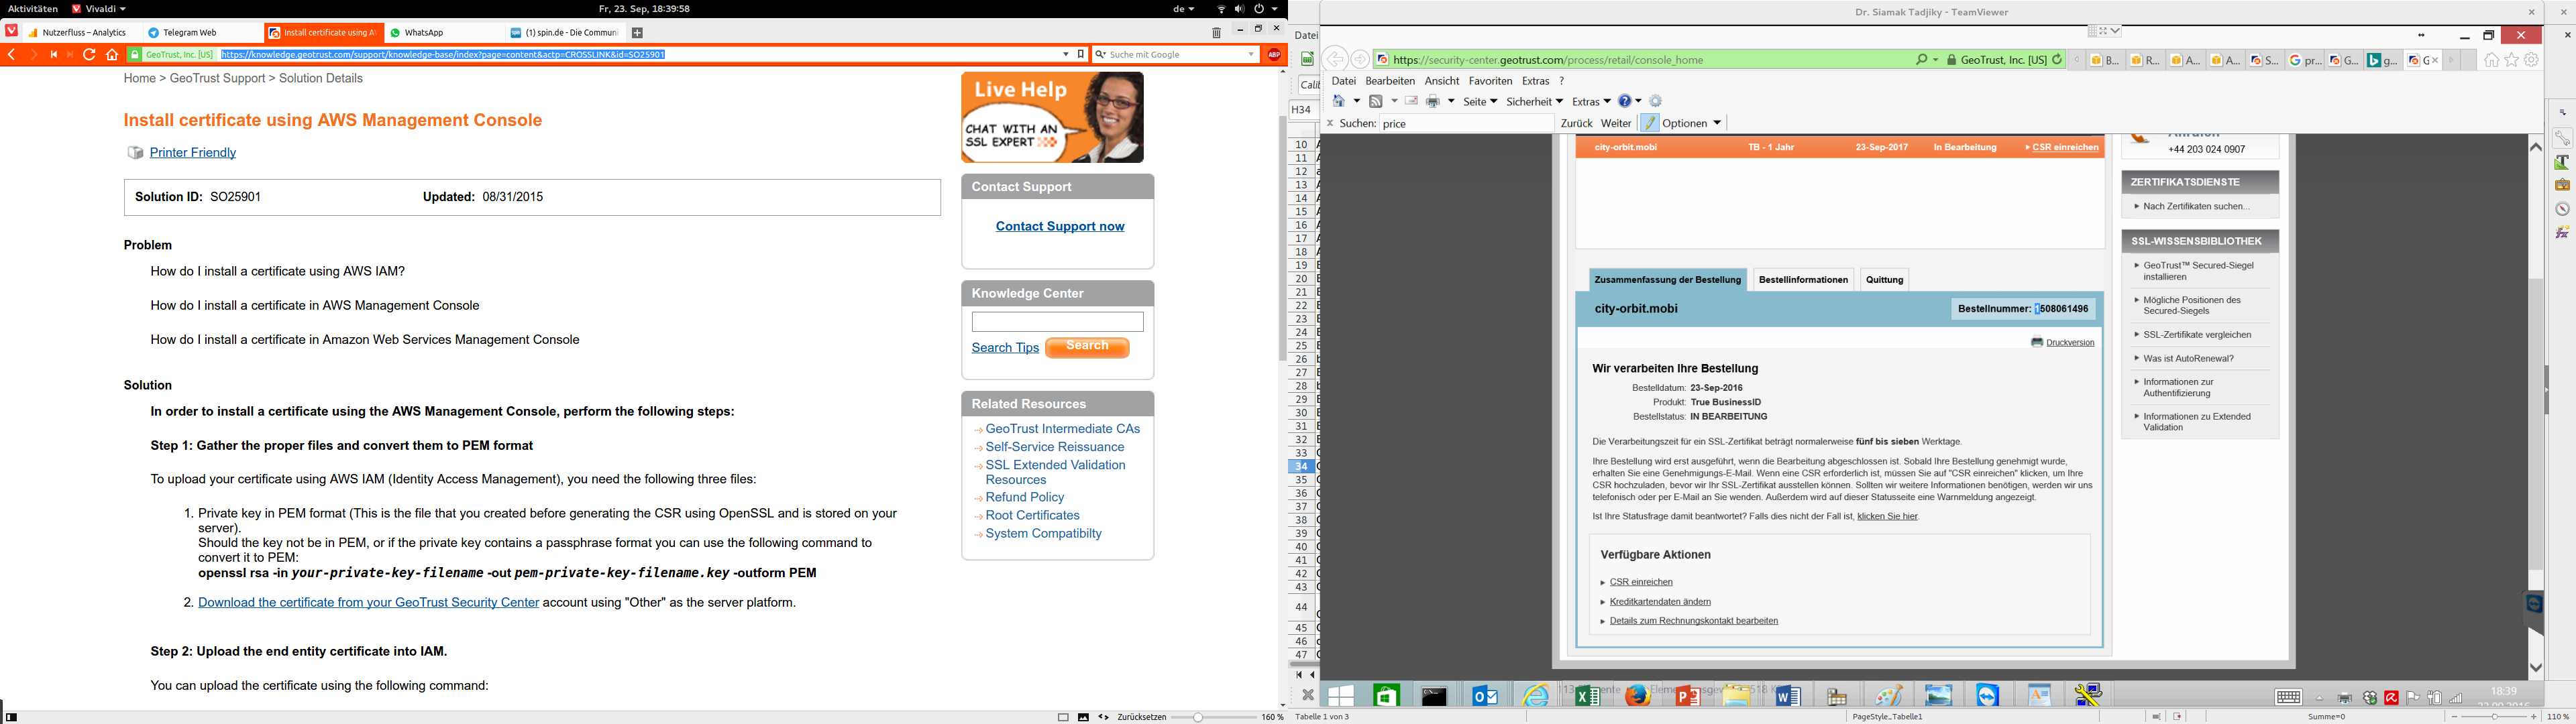 Aktivitäten Vivaldi Fr, 23. Sep, 18:39:58 de
Nutzerfluss – Analytics Telegram Web Install certificate using AW WhatsApp (1) spin.de - Die Communi
GeoTrust, Inc. [US] https://knowledge.geotrust.com/support/knowledge-base/index?page=content&actp=CROSSLINK&id=SO25901 Suche mit Google ABP
Home > GeoTrust Support > Solution Details
Install certificate using AWS Management Console
Printer Friendly
Solution ID: SO25901 Updated: 08/31/2015
Problem
How do I install a certificate using AWS IAM?
How do I install a certificate in AWS Management Console
How do I install a certificate in Amazon Web Services Management Console
Solution
In order to install a certificate using the AWS Management Console, perform the following steps:
Step 1: Gather the proper files and convert them to PEM format
To upload your certificate using AWS IAM (Identity Access Management), you need the following three files:
1. Private key in PEM format (This is the file that you created before generating the CSR using OpenSSL and is stored on your
server).
Should the key not be in PEM, or if the private key contains a passphrase format you can use the following command to
convert it to PEM:
openssl rsa -in your-private-key-filename -out pem-private-key-filename.key -outform PEM
2. Download the certificate from your GeoTrust Security Center account using "Other" as the server platform.
Step 2: Upload the end entity certificate into IAM.
You can upload the certificate using the following command:
Live Help
CHAT WITH AN
SSL EXPERT
Contact Support
Contact Support now
Knowledge Center
Search Tips Search
Related Resources
GeoTrust Intermediate CAs
Self-Service Reissuance
SSL Extended Validation
Resources
Refund Policy
Root Certificates
System Compatibilty
Zurücksetzen 160 %
Datei
Calib
H34
10
11
12
13
14
15
16
17
18
19
20
21
22
23
24
25
26
27
28
29
30
31
32
33
34
35
36
37
38
39
40
41
42
43
44
45
46
47
Dr. Siamak Tadjiky - TeamViewer
https://security-center.geotrust.com/process/retail/console_home GeoTrust, Inc. [US] B... R... A... A... S... pr... G... g... G
Datei Bearbeiten Ansicht Favoriten Extras ?
Seite Sicherheit Extras
Suchen: price Zurück Weiter Optionen
city-orbit.mobi TB - 1 Jahr 23-Sep-2017 In Bearbeitung CSR einreichen
Zusammenfassung der Bestellung Bestellinformationen Quittung
city-orbit.mobi Bestellnummer: 1508061496
Druckversion
Wir verarbeiten Ihre Bestellung
Bestelldatum: 23-Sep-2016
Produkt: True BusinessID
Bestellstatus: IN BEARBEITUNG
Die Verarbeitungszeit für ein SSL-Zertifikat beträgt normalerweise fünf bis sieben Werktage.
Ihre Bestellung wird erst ausgeführt, wenn die Bearbeitung abgeschlossen ist. Sobald Ihre Bestellung genehmigt wurde,
erhalten Sie eine Genehmigungs-E-Mail. Wenn eine CSR erforderlich ist, müssen Sie auf "CSR einreichen" klicken, um Ihre
CSR hochzuladen, bevor wir Ihr SSL-Zertifikat ausstellen können. Sollten wir weitere Informationen benötigen, werden wir uns
telefonisch oder per E-Mail an Sie wenden. Außerdem wird auf dieser Statusseite eine Warnmeldung angezeigt.
Ist Ihre Statusfrage damit beantwortet? Falls dies nicht der Fall ist, klicken Sie hier.
Verfügbare Aktionen
CSR einreichen
Kreditkartendaten ändern
Details zum Rechnungskontakt bearbeiten
+44 203 024 0907
ZERTIFIKATSDIENSTE
Nach Zertifikaten suchen...
SSL-WISSENSBIBLIOTHEK
GeoTrust™ Secured-Siegel
installieren
Mögliche Positionen des
Secured-Siegels
SSL-Zertifikate vergleichen
Was ist AutoRenewal?
Informationen zur
Authentifizierung
Informationen zu Extended
Validation
18:39
Tabelle 1 von 3 PageStyle_Tabelle1 Summe=0 110 %